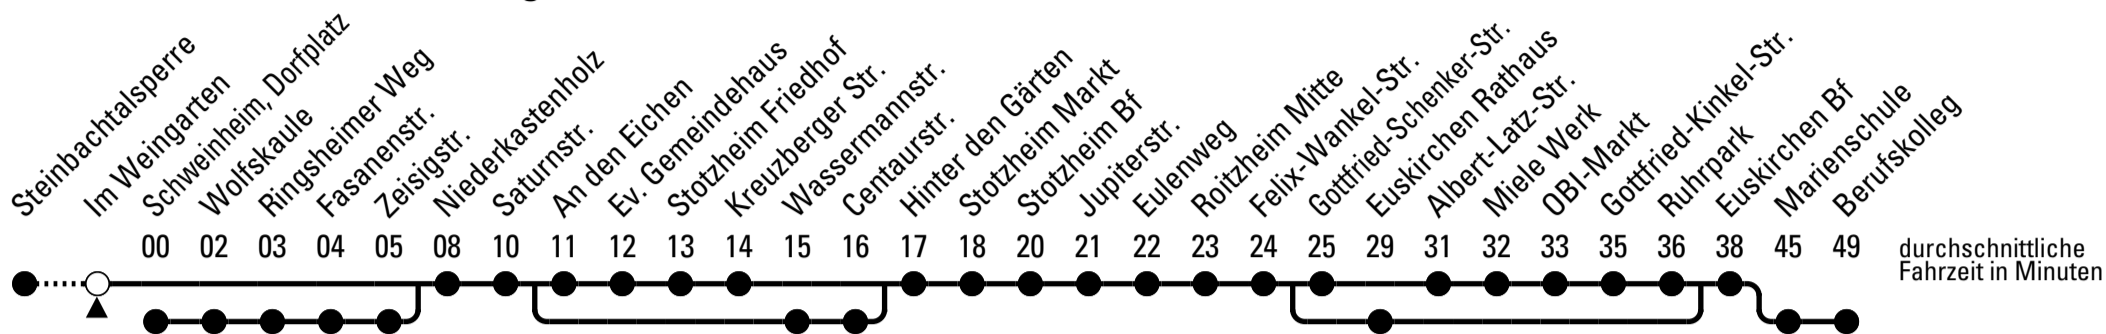 Steinbachtalsperre
Im Weingarten
Schweinheim, Dorfplatz
Wolfskaule
Ringsheimer Weg
Fasanenstr.
Zeisigstr.
Niederkastenholz
Saturnstr.
An den Eichen
Ev. Gemeindehaus
Stotzheim Friedhof
Kreuzberger Str.
Wassermannstr.
Centaurstr.
Hinter den Gärten
Stotzheim Markt
Stotzheim Bf
Jupiterstr.
Eulenweg
Roitzheim Mitte
Felix-Wankel-Str.
Gottfried-Schenker-Str.
Euskirchen Rathaus
Albert-Latz-Str.
Miele Werk
OBI-Markt
Gottfried-Kinkel-Str.
Ruhrpark
Euskirchen Bf
Marienschule
Berufskolleg
00 02 03 04 05 08 10 11 12 13 14 15 16 17 18 20 21 22 23 24 25 29 31 32 33 35 36 38 45 49
durchschnittliche
Fahrzeit in Minuten